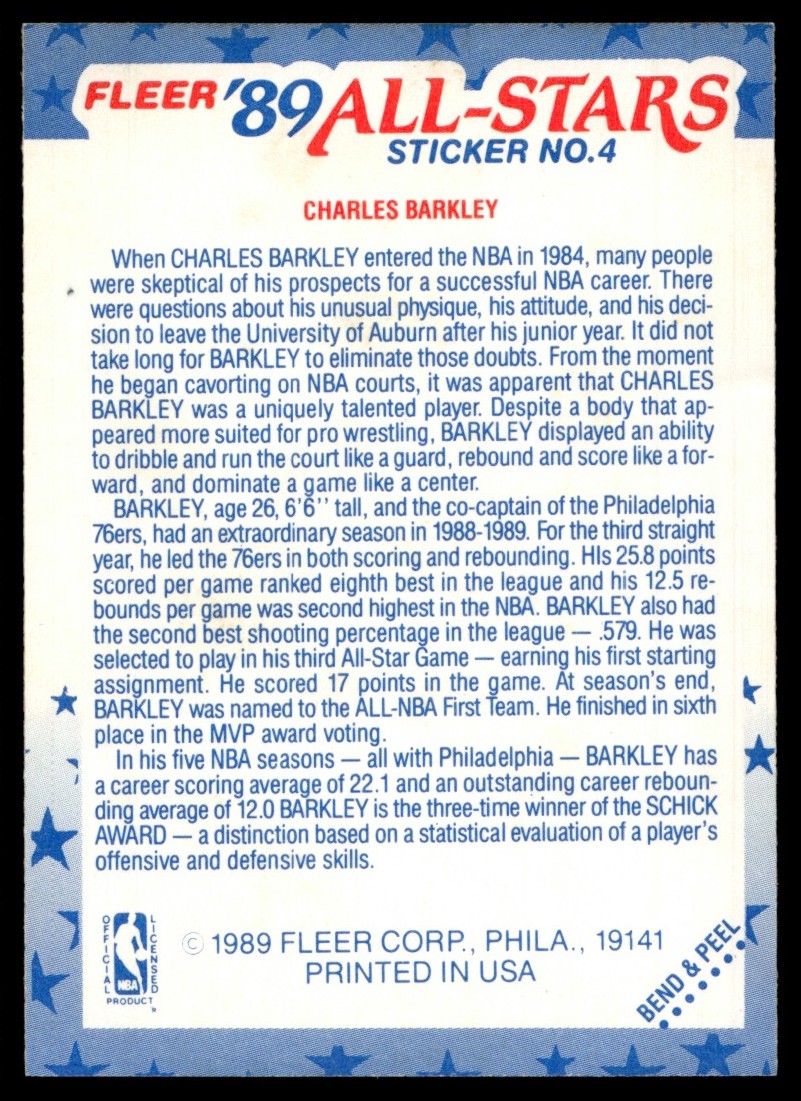 FLEER '89 ALL-STARS
STICKER NO.4
CHARLES BARKLEY
When CHARLES BARKLEY entered the NBA in 1984, many people
were skeptical of his prospects for a successful NBA career. There
were questions about his unusual physique, his attitude, and his deci-
sion to leave the University of Auburn after his junior year. It did not
take long for BARKLEY to eliminate those doubts. From the moment
he began cavorting on NBA courts, it was apparent that CHARLES
BARKLEY was a uniquely talented player. Despite a body that ap-
peared more suited for pro wrestling, BARKLEY displayed an ability
to dribble and run the court like a guard, rebound and score like a for-
ward, and dominate a game like a center.
BARKLEY, age 26, 6'6'' tall, and the co-captain of the Philadelphia
76ers, had an extraordinary season in 1988-1989. For the third straight
year, he led the 76ers in both scoring and rebounding. HIs 25.8 points
scored per game ranked eighth best in the league and his 12.5 re-
bounds per game was second highest in the NBA. BARKLEY also had
the second best shooting percentage in the league — .579. He was
selected to play in his third All-Star Game — earning his first starting
assignment. He scored 17 points in the game. At season's end,
BARKLEY was named to the ALL-NBA First Team. He finished in sixth
place in the MVP award voting.
In his five NBA seasons — all with Philadelphia — BARKLEY has
a career scoring average of 22.1 and an outstanding career reboun-
ding average of 12.0 BARKLEY is the three-time winner of the SCHICK
AWARD — a distinction based on a statistical evaluation of a player's
offensive and defensive skills.
OFFICIAL
LICENSED
NBA
PRODUCT
© 1989 FLEER CORP., PHILA., 19141
PRINTED IN USA
BEND & PEEL